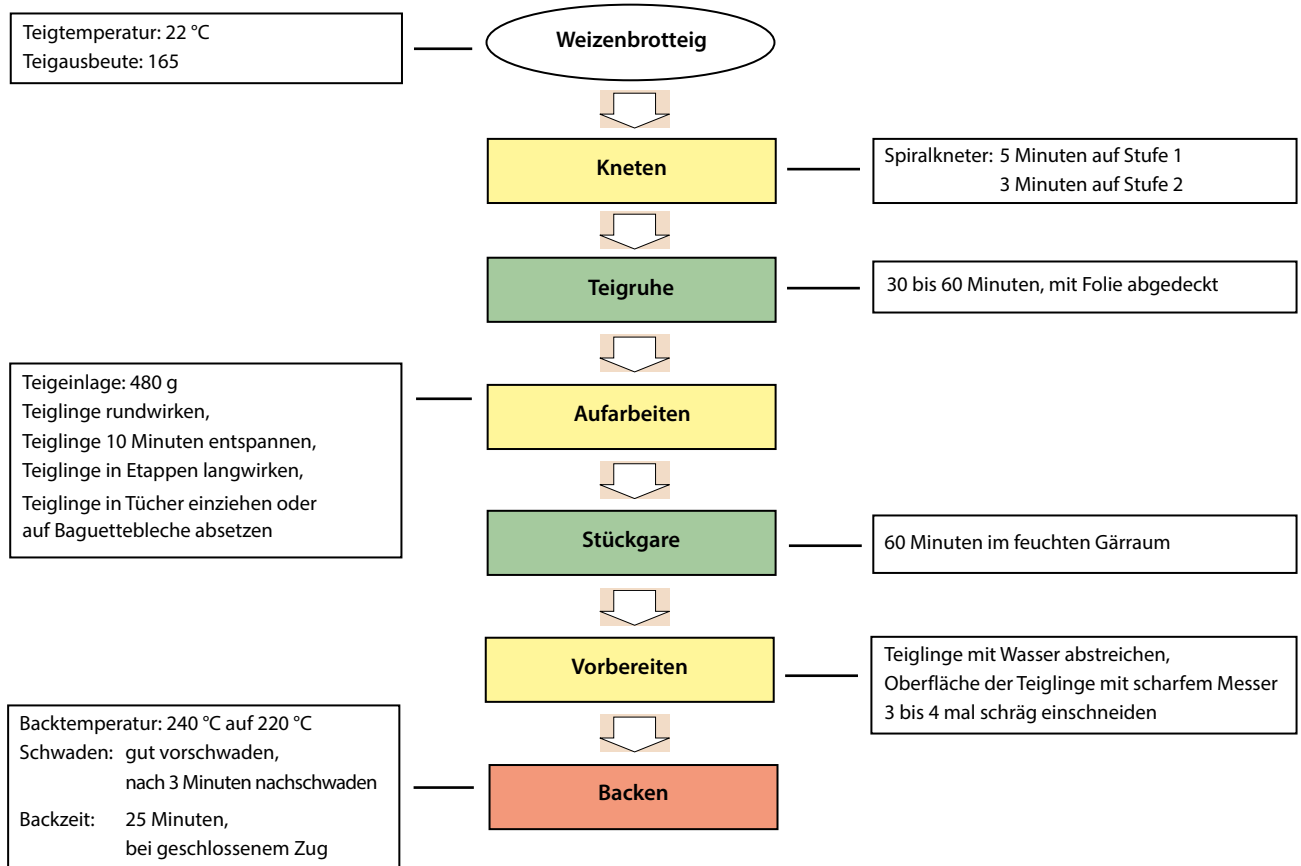 Teigtemperatur: 22 °C
Teigausbeute: 165
Weizenbrotteig
Kneten
Spiralkneter: 5 Minuten auf Stufe 1
3 Minuten auf Stufe 2
Teigruhe
30 bis 60 Minuten, mit Folie abgedeckt
Teigeinlage: 480 g
Teiglinge rundwirken,
Teiglinge 10 Minuten entspannen,
Teiglinge in Etappen langwirken,
Teiglinge in Tücher einziehen oder
auf Baguettebleche absetzen
Aufarbeiten
Stückgare
60 Minuten im feuchten Gärraum
Vorbereiten
Teiglinge mit Wasser abstreichen,
Oberfläche der Teiglinge mit scharfem Messer
3 bis 4 mal schräg einschneiden
Backtemperatur: 240 °C auf 220 °C
Schwaden: gut vorschwaden,
nach 3 Minuten nachschwaden
Backzeit: 25 Minuten,
bei geschlossenem Zug
Backen